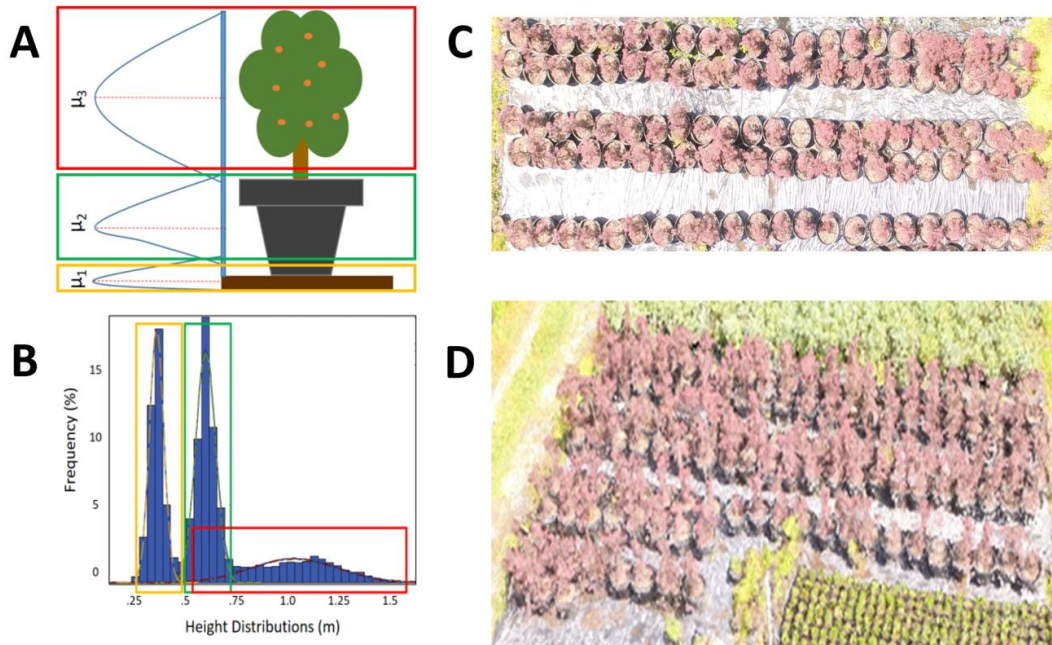 A
μ3
μ2
μ1
B
Frequency (%)
15
10
5
0
.25 .5 .75 1.0 1.25 1.5
Height Distributions (m)
C
D